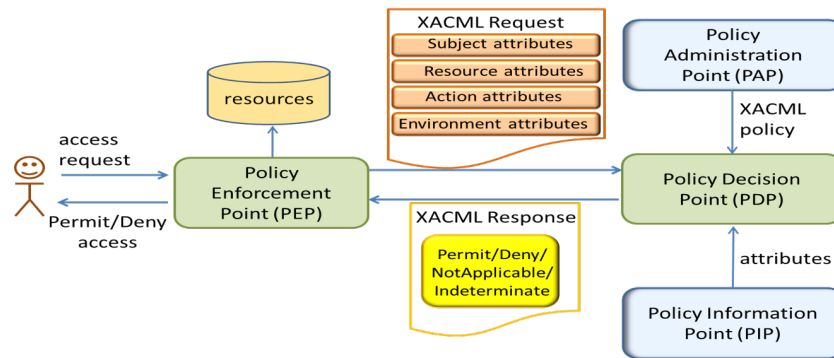 XACML Request
Subject attributes
Resource attributes
Action attributes
Environment attributes
Policy
Administration
Point (PAP)
resources
XACML
policy
access
request
Policy
Enforcement
Point (PEP)
Policy Decision
Point (PDP)
Permit/Deny
access
XACML Response
Permit/Deny/
NotApplicable/
Indeterminate
attributes
Policy Information
Point (PIP)